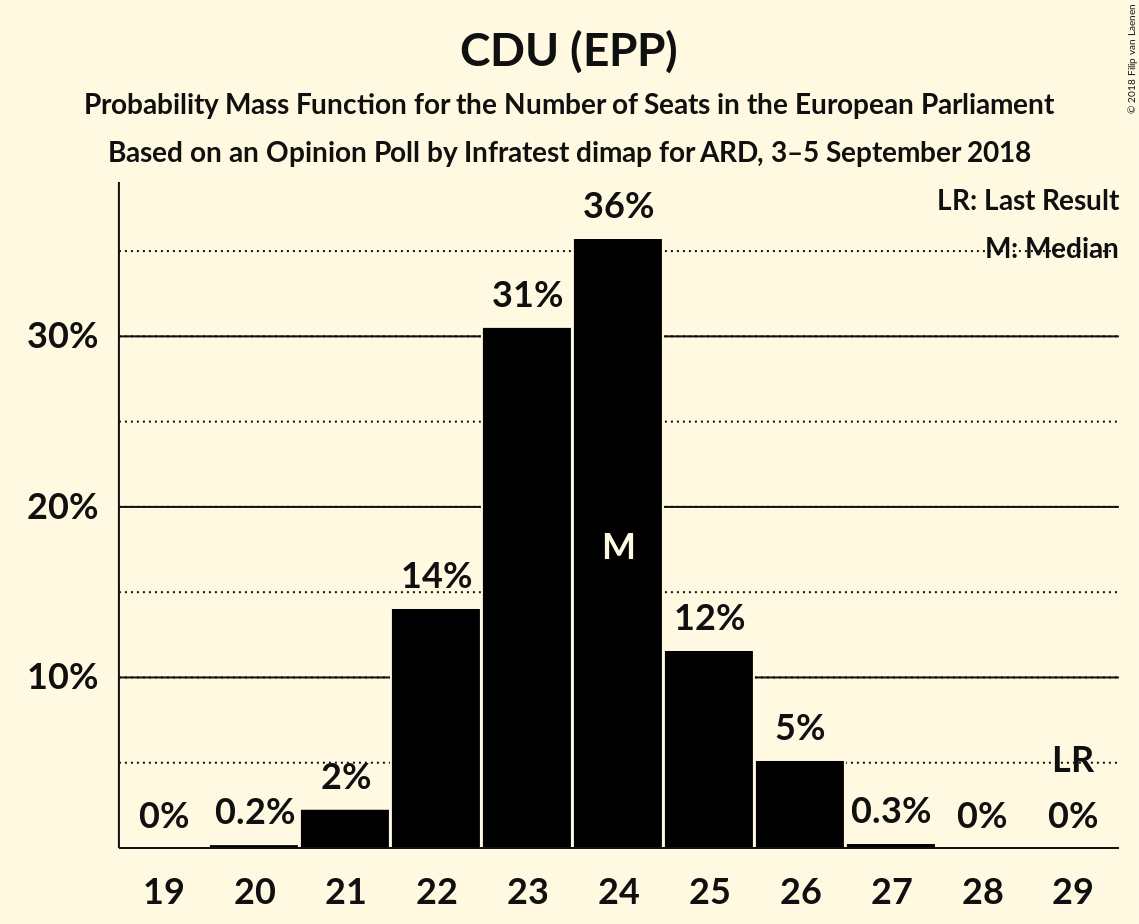 CDU (EPP)
Probability Mass Function for the Number of Seats in the European Parliament
Based on an Opinion Poll by Infratest dimap for ARD, 3–5 September 2018
© 2018 Filip van Laenen
LR: Last Result
M: Median
30%
20%
10%
0%
0.2%
2%
14%
31%
36%
M
12%
5%
0.3%
0%
LR
0%
19 20 21 22 23 24 25 26 27 28 29